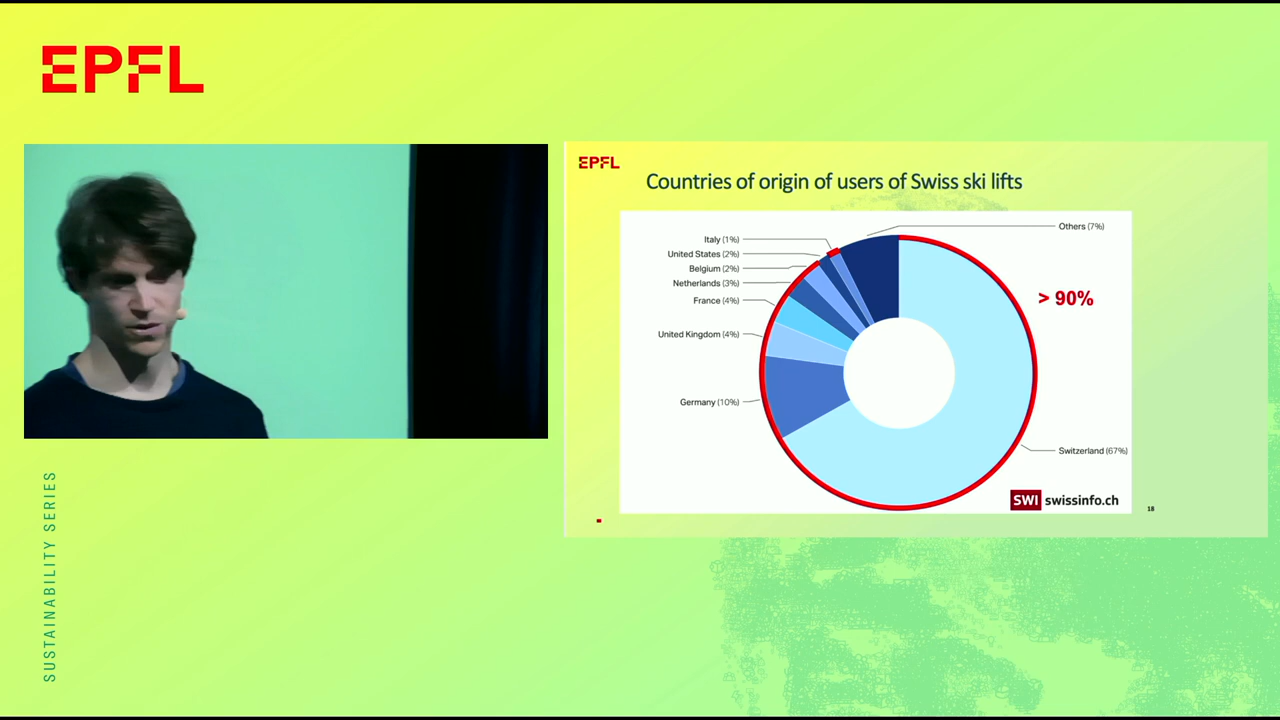 EPFL
SUSTAINABILITY SERIES
EPFL
Countries of origin of users of Swiss ski lifts
Others (7%)
Italy (1%)
United States (2%)
Belgium (2%)
Netherlands (3%)
France (4%)
United Kingdom (4%)
Germany (10%)
> 90%
Switzerland (67%)
SWI swissinfo.ch
18